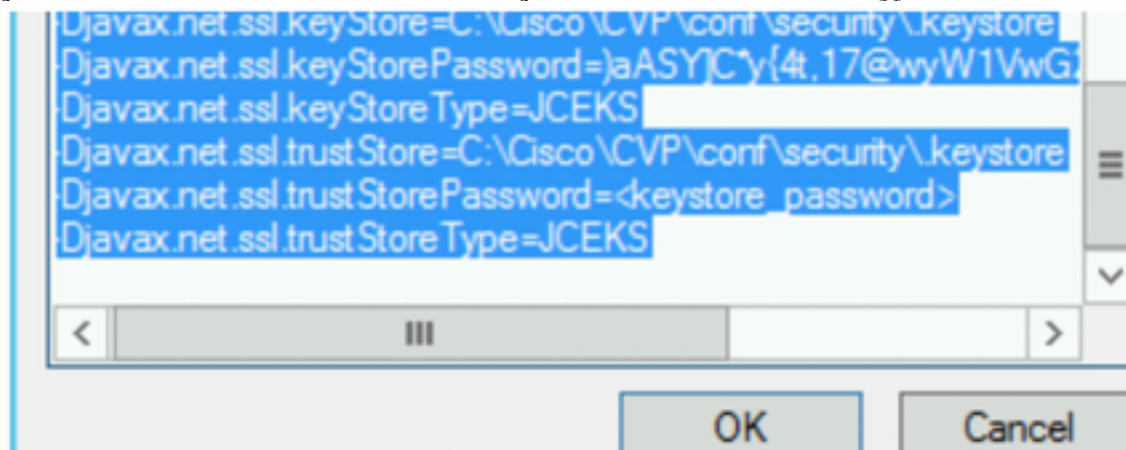 -Djavax.net.ssl.keyStore=C:\Cisco\CVP\conf\security\.keystore
-Djavax.net.ssl.keyStorePassword=)aASY]C*y{4t,17@wyW1VwGz
-Djavax.net.ssl.keyStoreType=JCEKS
-Djavax.net.ssl.trustStore=C:\Cisco\CVP\conf\security\.keystore
-Djavax.net.ssl.trustStorePassword=<keystore_password>
-Djavax.net.ssl.trustStoreType=JCEKS
OK
Cancel